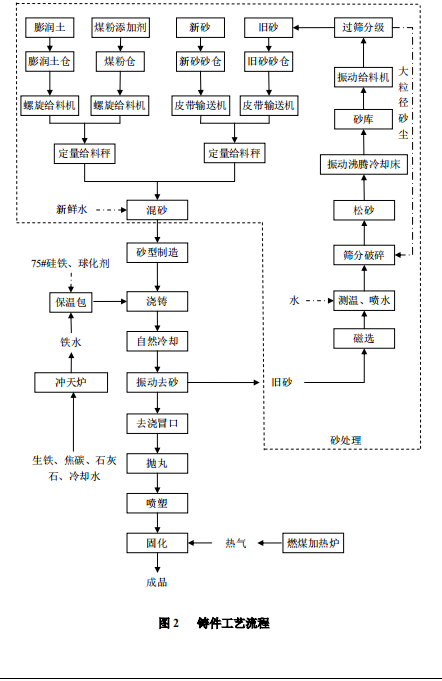 膨润土 煤粉添加剂 新砂 旧砂 过筛分级
膨润土仓 煤粉仓 新砂砂仓 旧砂砂仓 振动给料机
大粒径砂尘
螺旋给料机 螺旋给料机 皮带输送机 皮带输送机 砂库
定量给料秤 定量给料秤 振动沸腾冷却床
新鲜水 混砂 松砂
砂型制造 筛分破碎
75#硅铁、球化剂
保温包 浇铸 水 测温、喷水
铁水 自然冷却 磁选
冲天炉 振动去砂 旧砂
去浇冒口
砂处理
生铁、焦碳、石灰
石、冷却水
抛丸
喷塑
固化 热气 燃煤加热炉
成品
图 2 铸件工艺流程